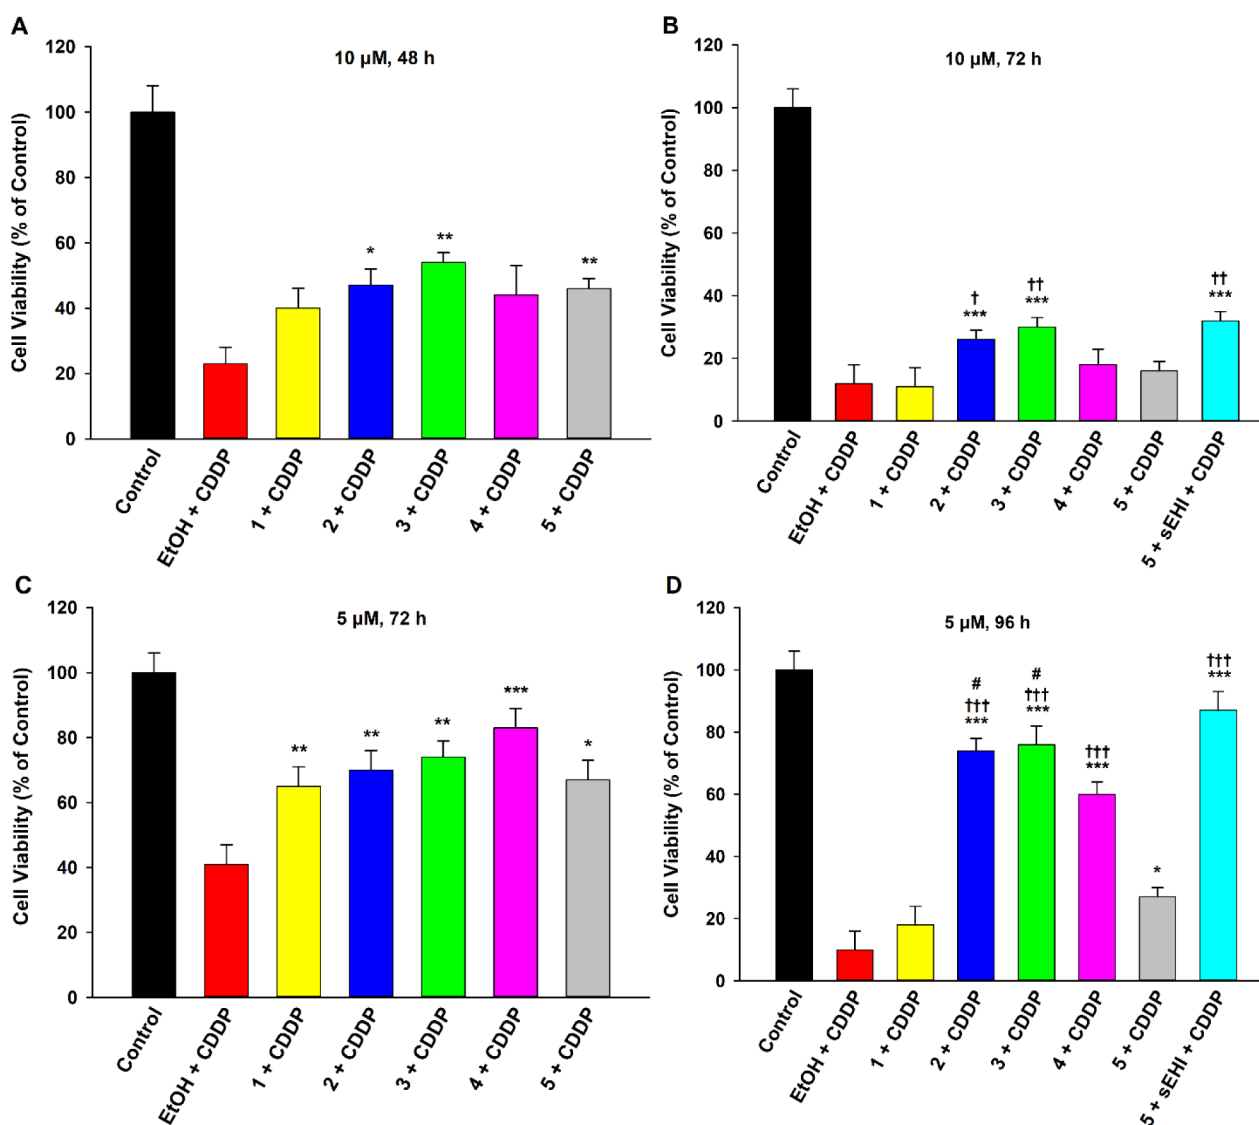 A
10 µM, 48 h
Cell Viability (% of Control)
120
100
80
60
40
20
0
*
**
**
Control
EtOH + CDDP
1 + CDDP
2 + CDDP
3 + CDDP
4 + CDDP
5 + CDDP
B
10 µM, 72 h
Cell Viability (% of Control)
120
100
80
60
40
20
0
†
***
††
***
††
***
Control
EtOH + CDDP
1 + CDDP
2 + CDDP
3 + CDDP
4 + CDDP
5 + CDDP
5 + sEHI + CDDP
C
5 µM, 72 h
Cell Viability (% of Control)
120
100
80
60
40
20
0
**
**
**
***
*
Control
EtOH + CDDP
1 + CDDP
2 + CDDP
3 + CDDP
4 + CDDP
5 + CDDP
D
5 µM, 96 h
Cell Viability (% of Control)
120
100
80
60
40
20
0
#
†††
***
#
†††
***
†††
***
*
†††
***
Control
EtOH + CDDP
1 + CDDP
2 + CDDP
3 + CDDP
4 + CDDP
5 + CDDP
5 + sEHI + CDDP